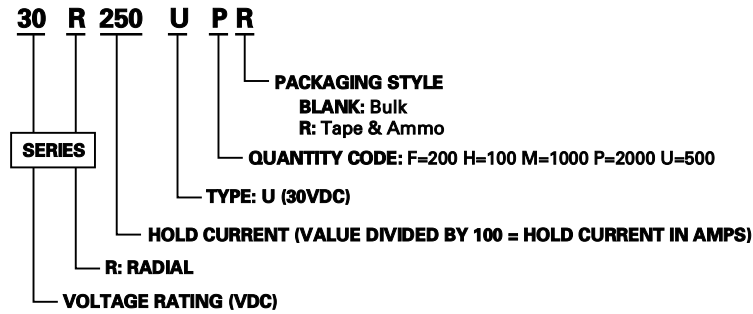 30 R 250 U P R
PACKAGING STYLE
BLANK: Bulk
R: Tape & Ammo
SERIES
QUANTITY CODE: F=200 H=100 M=1000 P=2000 U=500
TYPE: U (30VDC)
HOLD CURRENT (VALUE DIVIDED BY 100 = HOLD CURRENT IN AMPS)
R: RADIAL
VOLTAGE RATING (VDC)